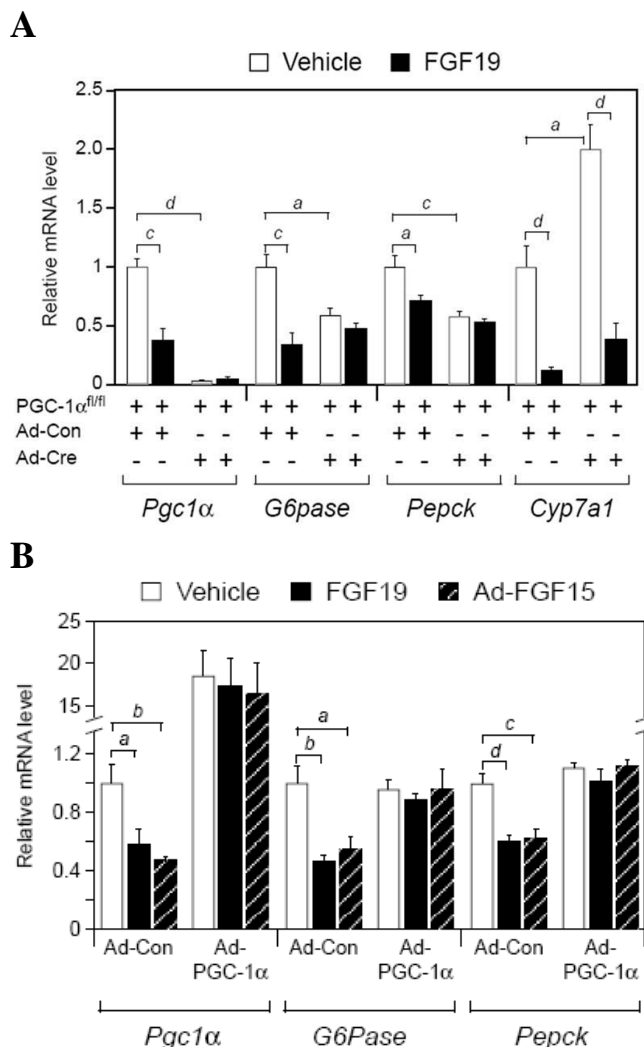 A
Vehicle FGF19
d
a
d
a c
d
c c a
2.5
2.0
1.5
1
0.5
0
Relative mRNA level
PGC-1α^fl/fl + + + + + + + + + + + + + + + +
Ad-Con + + - - + + - - + + - - + + - -
Ad-Cre - - + + - - + + - - + + - - + +
Pgc1α G6pase Pepck Cyp7a1
B
Vehicle FGF19 Ad-FGF15
25
20
15
1.2
0.8
0.4
0
Relative mRNA level
b
a
a
b
c
d
Ad-Con Ad-PGC-1α Ad-Con Ad-PGC-1α Ad-Con Ad-PGC-1α
Pgc1α G6Pase Pepck